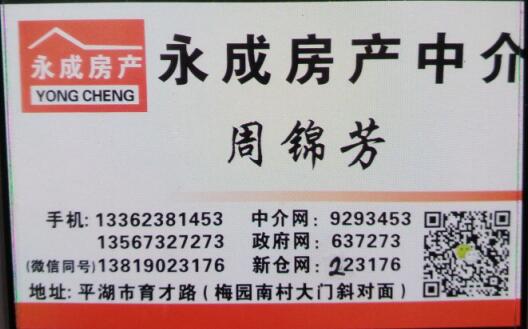 永成房产
YONG CHENG
永成房产中介
周锦芳
手机: 13362381453 中介网: 9293453
13567327273 政府网: 637273
(微信同号)13819023176 新仓网: 223176
地址: 平湖市育才路(梅园南村大门斜对面)